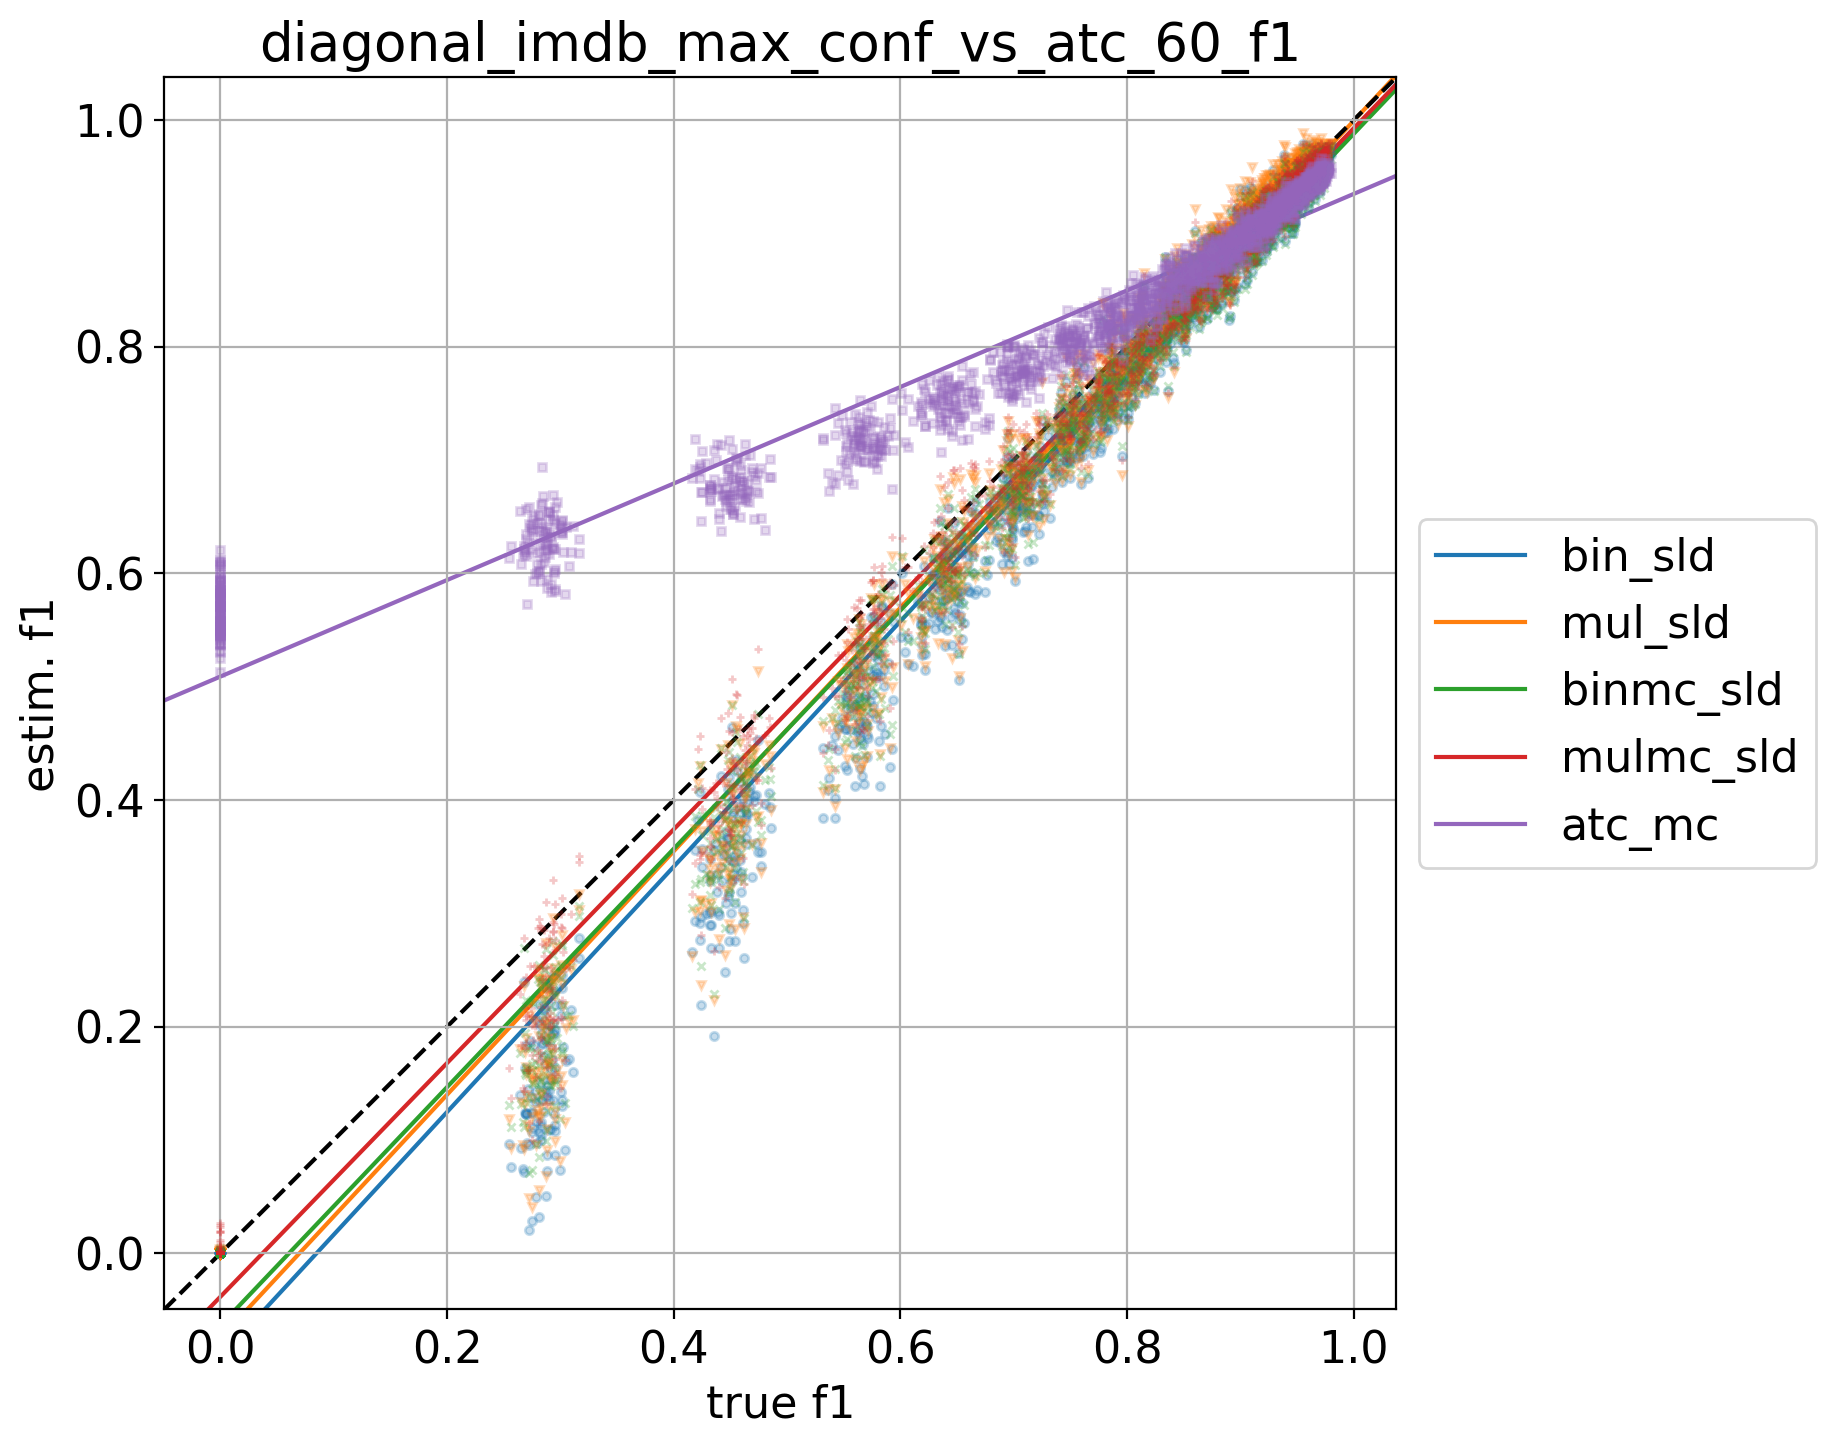 diagonal_imdb_max_conf_vs_atc_60_f1
1.0
0.8
0.6
0.4
0.2
0.0
estim. f1
0.0 0.2 0.4 0.6 0.8 1.0
true f1
bin_sld
mul_sld
binmc_sld
mulmc_sld
atc_mc